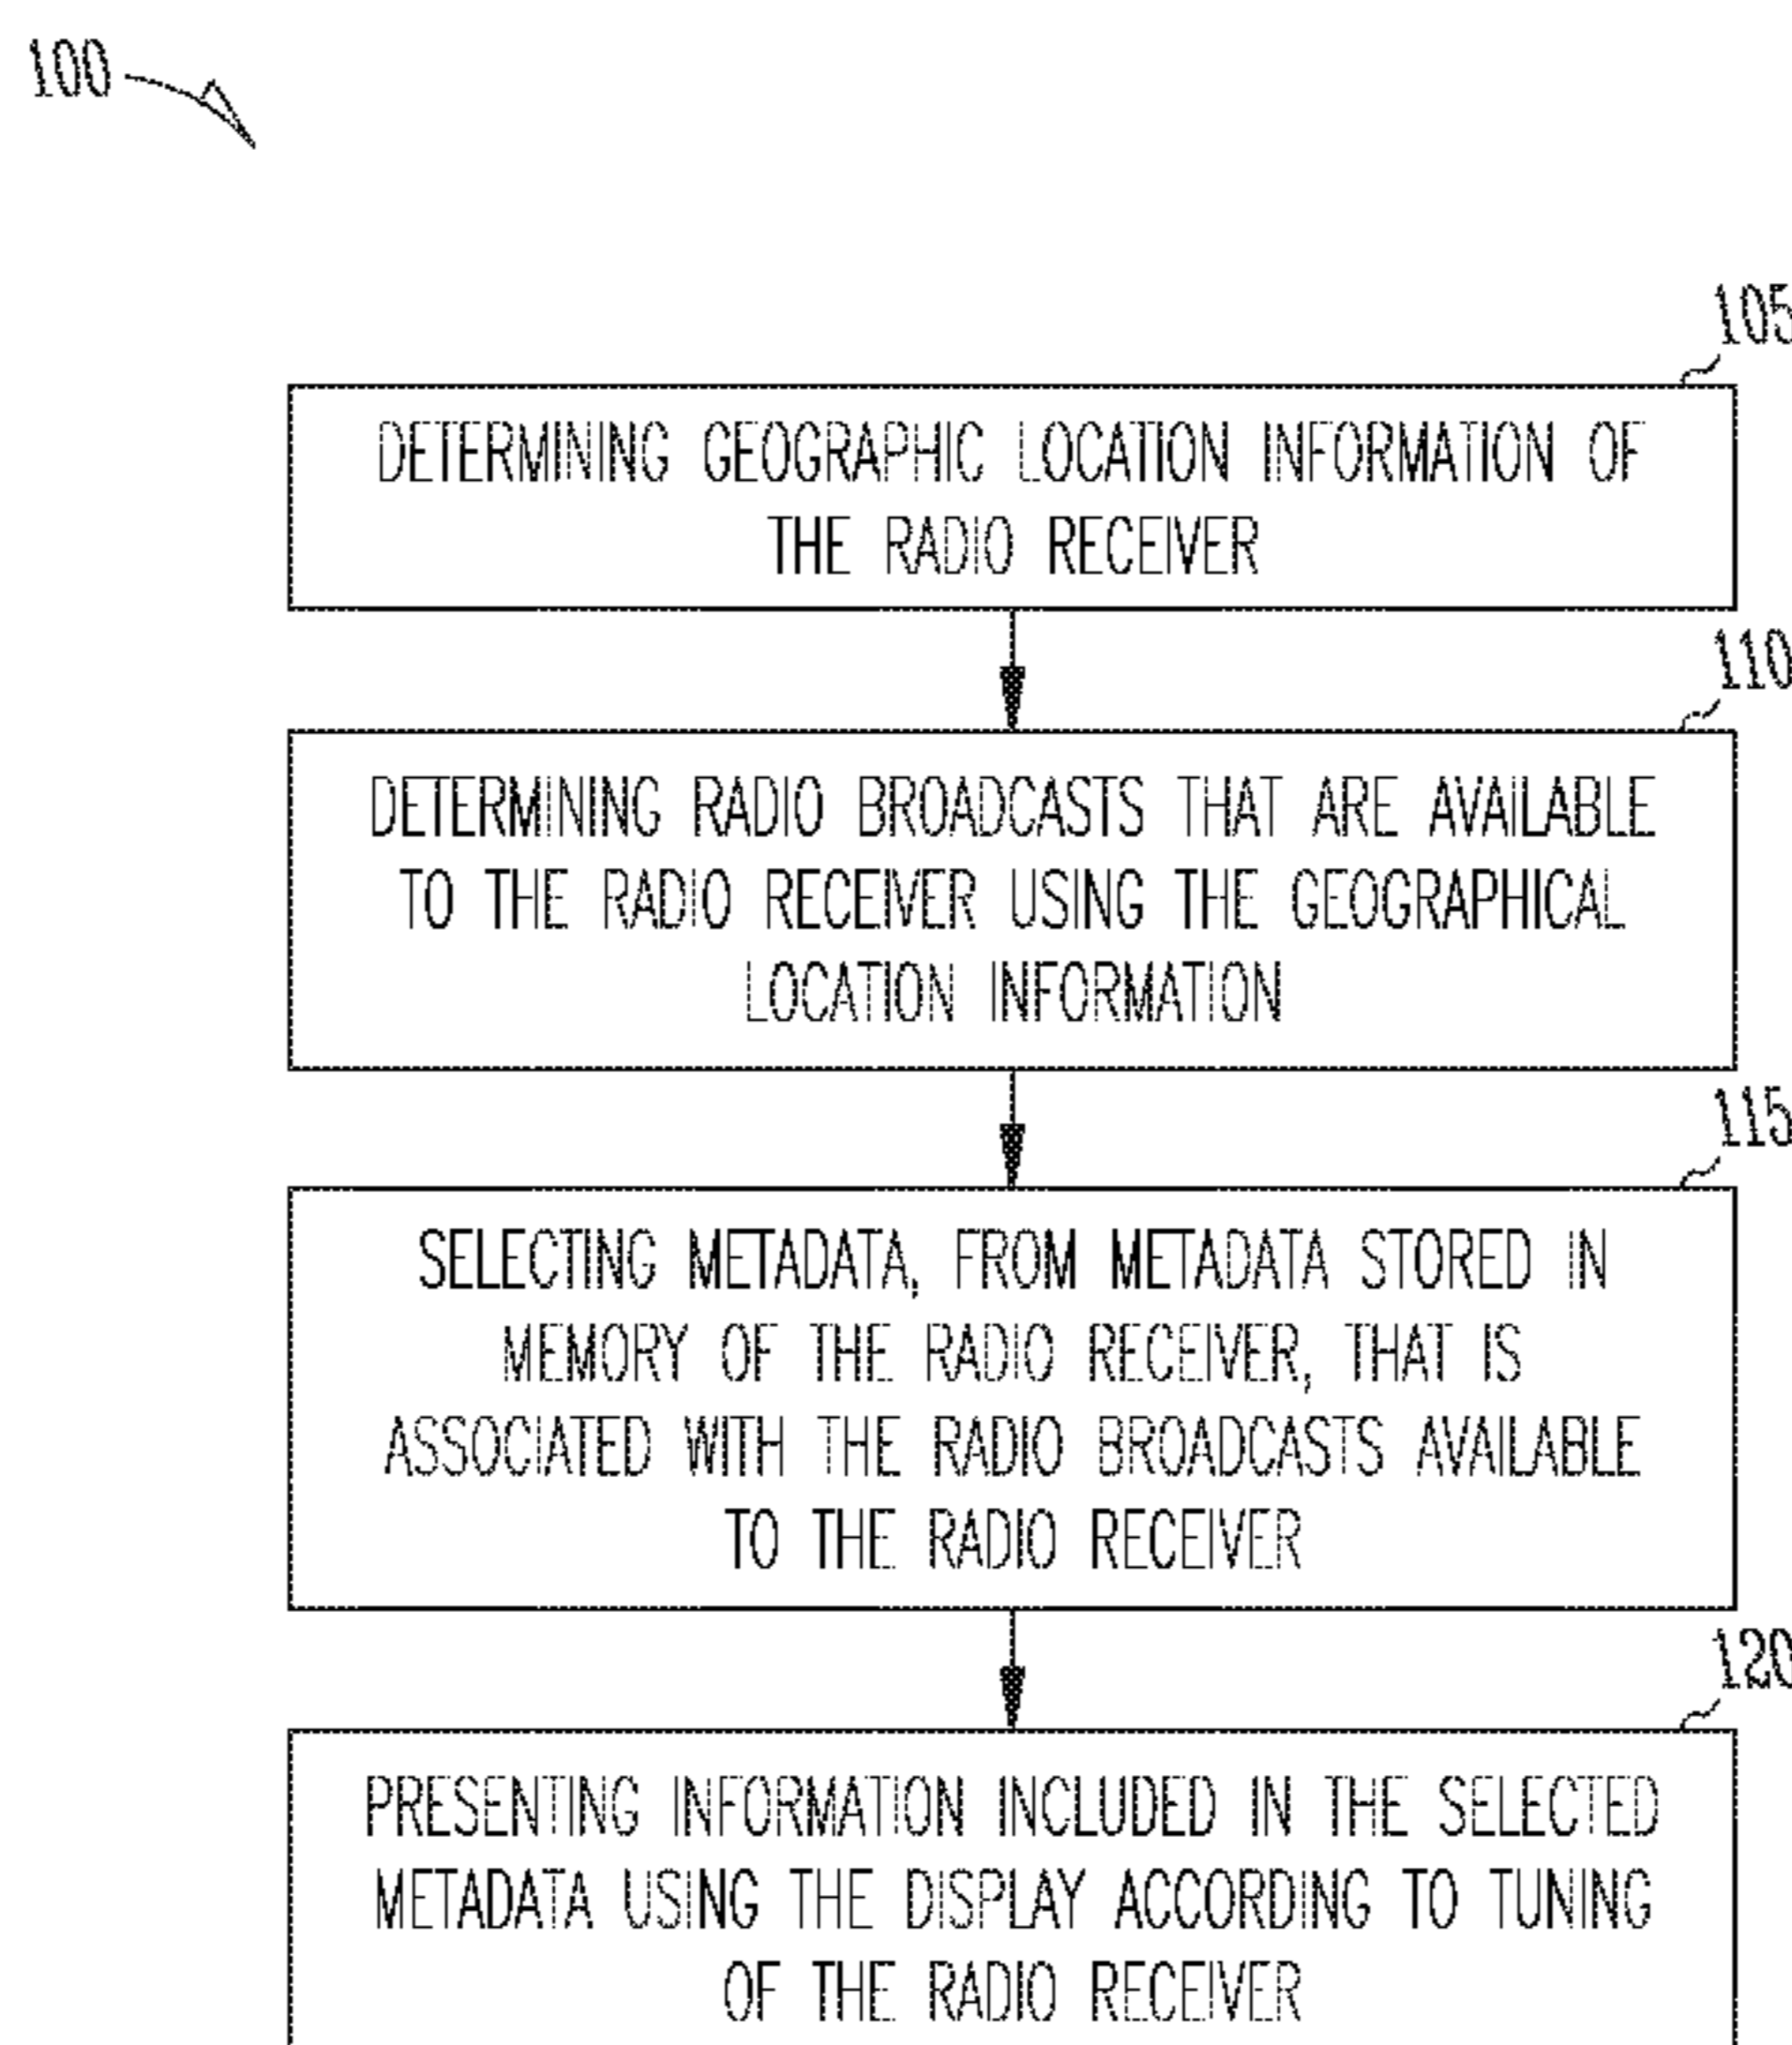 100
105
DETERMINING GEOGRAPHIC LOCATION INFORMATION OF
THE RADIO RECEIVER
110
DETERMINING RADIO BROADCASTS THAT ARE AVAILABLE
TO THE RADIO RECEIVER USING THE GEOGRAPHICAL
LOCATION INFORMATION
115
SELECTING METADATA, FROM METADATA STORED IN
MEMORY OF THE RADIO RECEIVER, THAT IS
ASSOCIATED WITH THE RADIO BROADCASTS AVAILABLE
TO THE RADIO RECEIVER
120
PRESENTING INFORMATION INCLUDED IN THE SELECTED
METADATA USING THE DISPLAY ACCORDING TO TUNING
OF THE RADIO RECEIVER